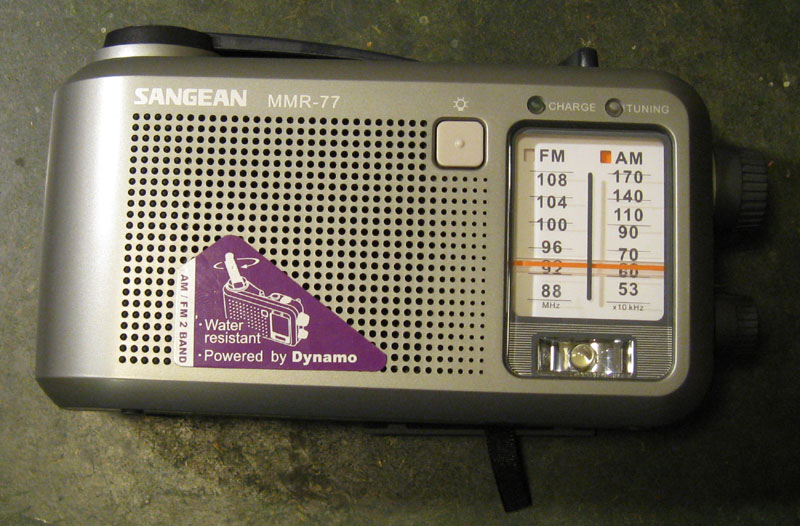 SANGEAN MMR-77
CHARGE TUNING
FM AM
108 170
104 140
100 110
90
96 70
92 60
88 53
MHz x10 kHz
AM / FM 2 BAND
· Water
resistant
· Powered by Dynamo